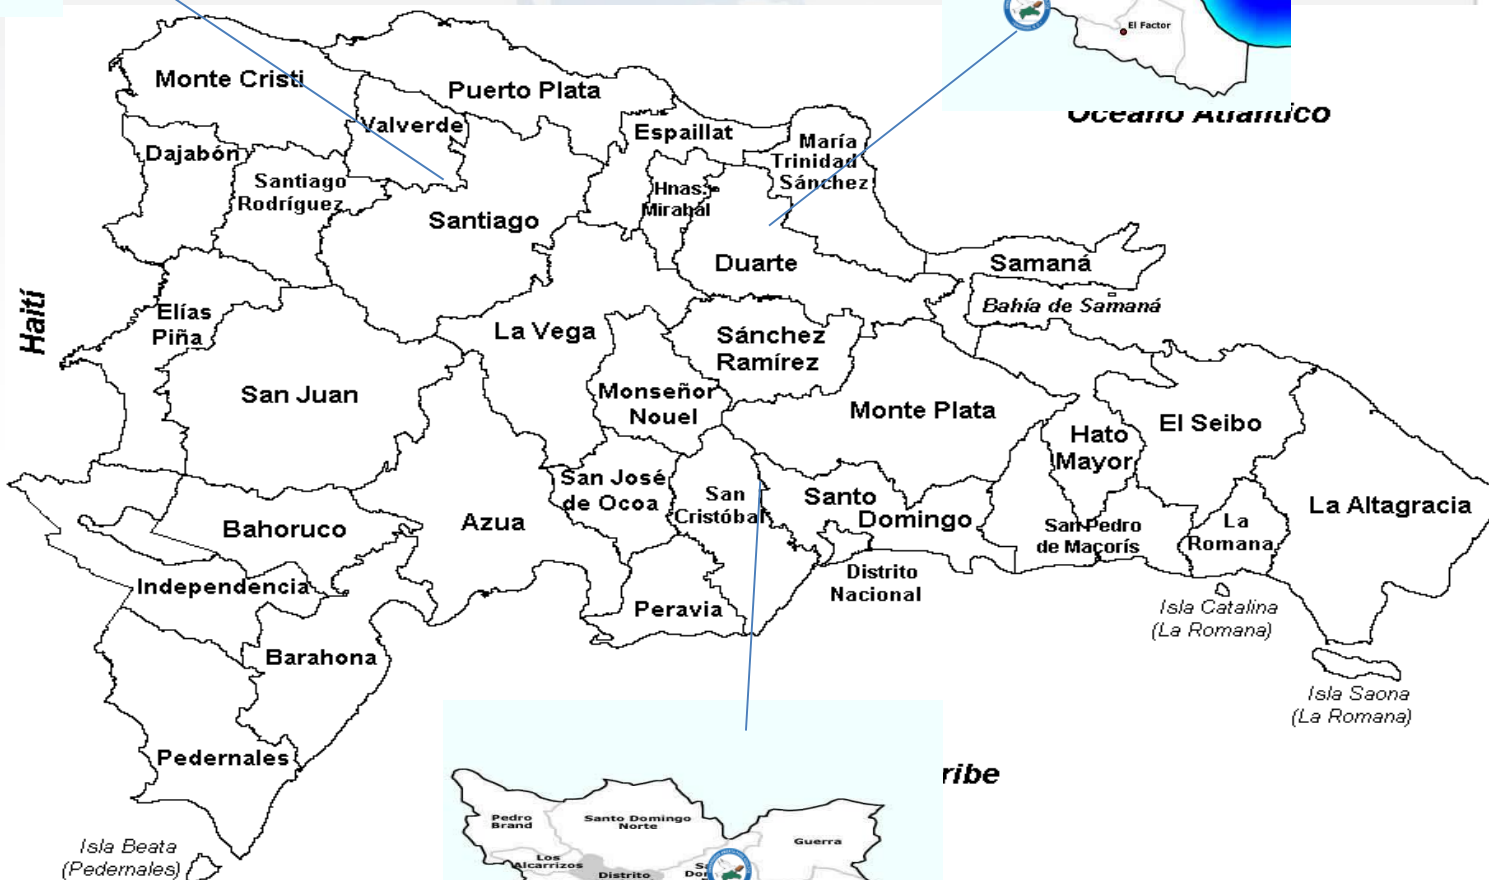 El Factor
Océano Atlántico
Monte Cristi
Puerto Plata
Valverde
Espaillat
María
Trinidad
Sánchez
Dajabón
Santiago
Rodríguez
Hnas.
Mirabal
Santiago
Duarte
Samaná
Bahía de Samaná
Haití
Elías
Piña
La Vega
Sánchez
Ramírez
San Juan
Monseñor
Nouel
Monte Plata
El Seibo
Hato
Mayor
San José
de Ocoa
San
Cristóbal
Santo
Domingo
La Altagracia
Bahoruco
Azua
San Pedro
de Macorís
La
Romana
Independencia
Distrito
Nacional
Peravia
Isla Catalina
(La Romana)
Barahona
Isla Saona
(La Romana)
Pedernales
ribe
Pedro
Brand
Santo Domingo
Norte
Guerra
Isla Beata
(Pedernales)
Los
Alcarrizos
Distrito